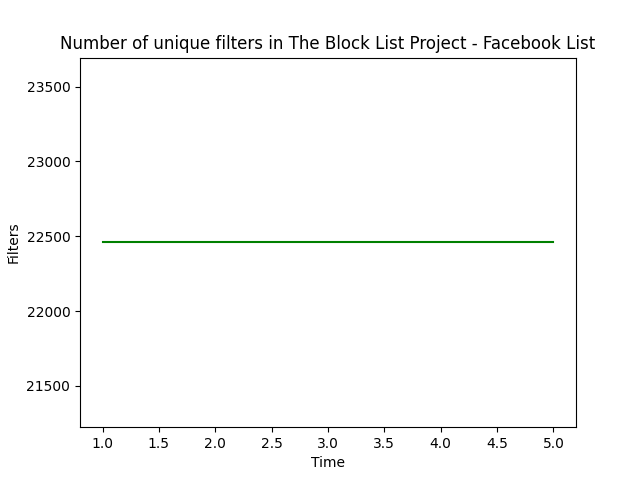 Number of unique filters in The Block List Project - Facebook List
23500
23000
22500
22000
21500
Filters
1.0 1.5 2.0 2.5 3.0 3.5 4.0 4.5 5.0
Time